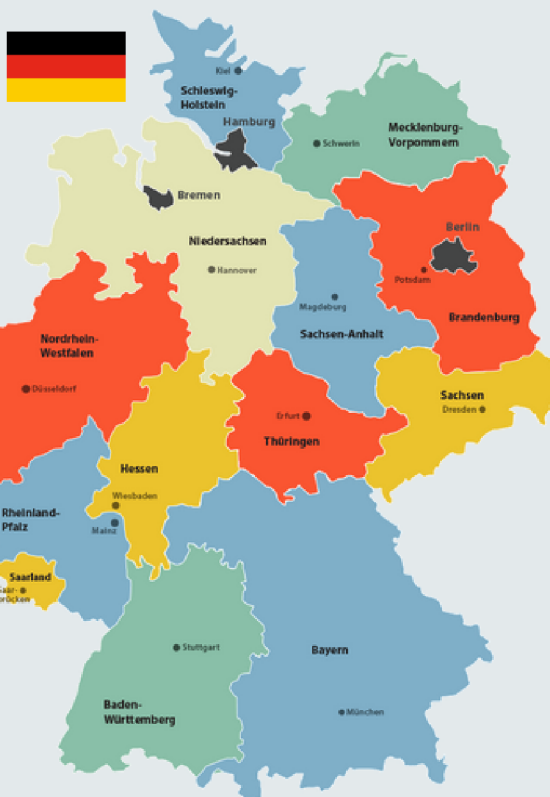 Kiel
Schleswig-
Holstein
Hamburg
Mecklenburg-
Vorpommern
Schwerin
Bremen
Niedersachsen
Hannover
Berlin
Potsdam
Brandenburg
Magdeburg
Sachsen-Anhalt
Nordrhein-
Westfalen
Düsseldorf
Sachsen
Dresden
Erfurt
Thüringen
Hessen
Wiesbaden
Mainz
Rheinland-
Pfalz
Saarland
Saar-
brücken
Stuttgart
Bayern
Baden-
Württemberg
München